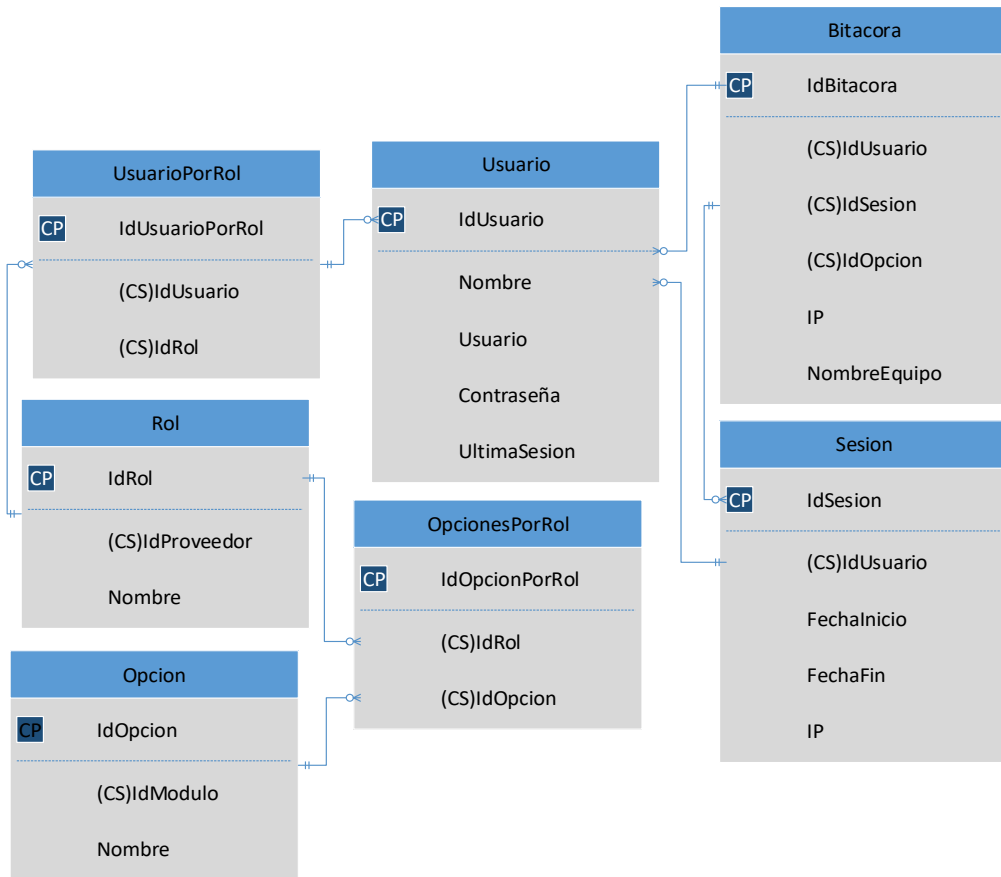 UsuarioPorRol
CP IdUsuarioPorRol
(CS)IdUsuario
(CS)IdRol
Usuario
CP IdUsuario
Nombre
Usuario
Contraseña
UltimaSesion
Bitacora
CP IdBitacora
(CS)IdUsuario
(CS)IdSesion
(CS)IdOpcion
IP
NombreEquipo
Rol
CP IdRol
(CS)IdProveedor
Nombre
OpcionesPorRol
CP IdOpcionPorRol
(CS)IdRol
(CS)IdOpcion
Sesion
CP IdSesion
(CS)IdUsuario
FechaInicio
FechaFin
IP
Opcion
CP IdOpcion
(CS)IdModulo
Nombre